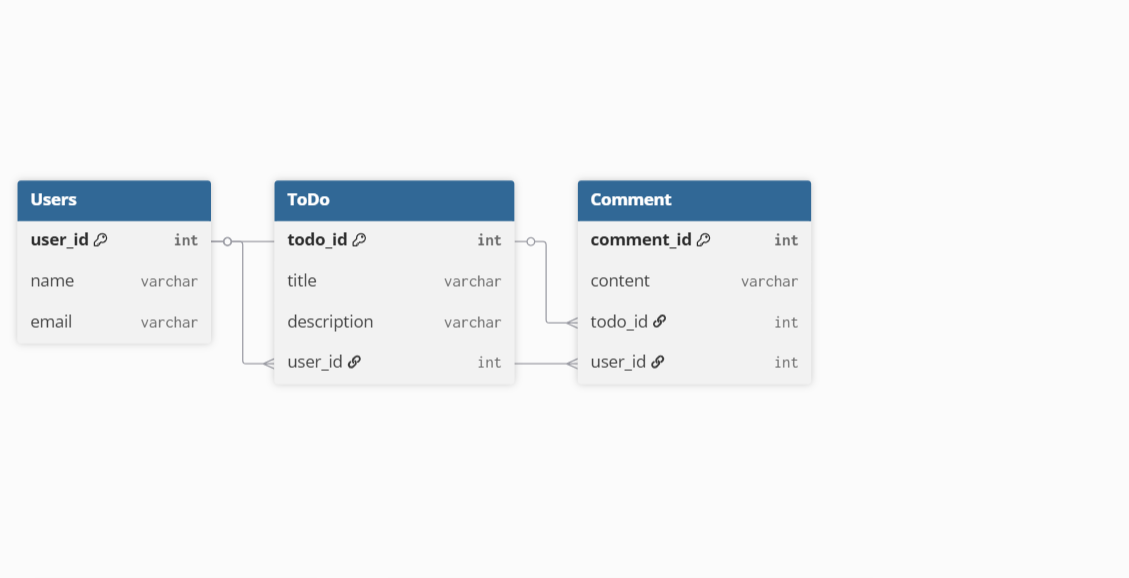 Users
user_id int
name varchar
email varchar
ToDo
todo_id int
title varchar
description varchar
user_id int
Comment
comment_id int
content varchar
todo_id int
user_id int